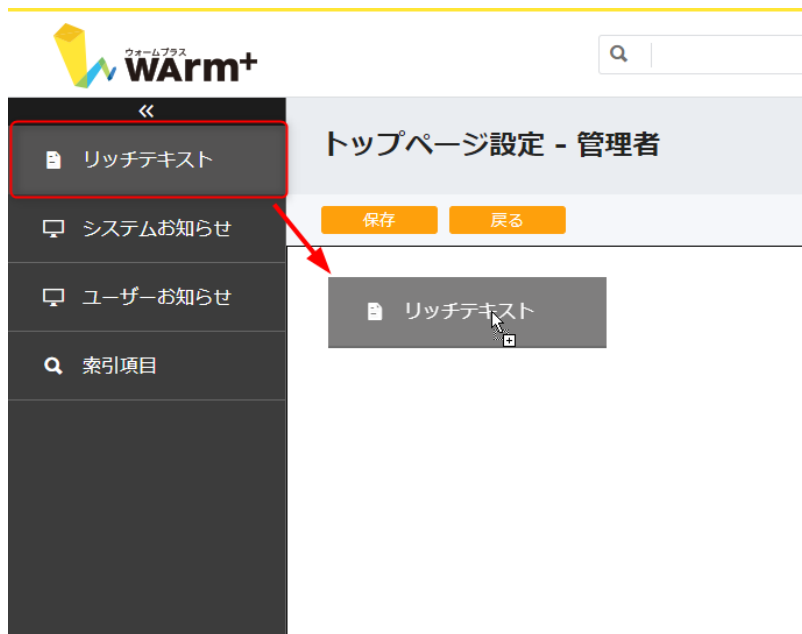 ウォームプラス
WArm+
«
リッチテキスト
トップページ設定 - 管理者
システムお知らせ
保存
戻る
ユーザーお知らせ
リッチテキスト
索引項目